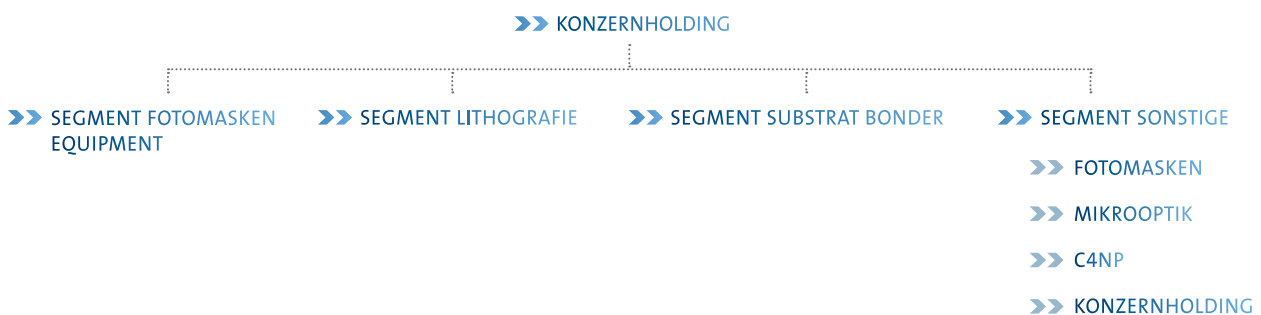 KONZERNHOLDING
SEGMENT FOTOMASKEN
EQUIPMENT
SEGMENT LITHOGRAFIE
SEGMENT SUBSTRAT BONDER
SEGMENT SONSTIGE
FOTOMASKEN
MIKROOPTIK
C4NP
KONZERNHOLDING